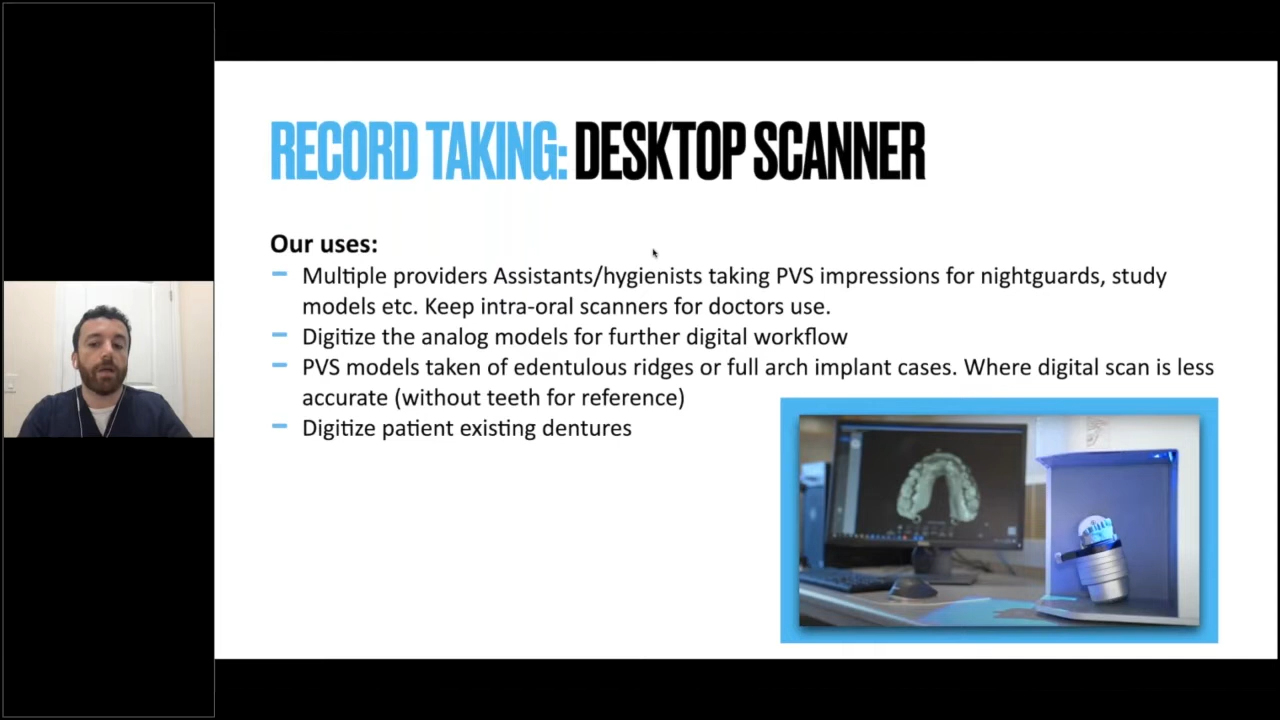 RECORD TAKING: DESKTOP SCANNER
Our uses:
Multiple providers Assistants/hygienists taking PVS impressions for nightguards, study
models etc. Keep intra-oral scanners for doctors use.
Digitize the analog models for further digital workflow
PVS models taken of edentulous ridges or full arch implant cases. Where digital scan is less
accurate (without teeth for reference)
Digitize patient existing dentures